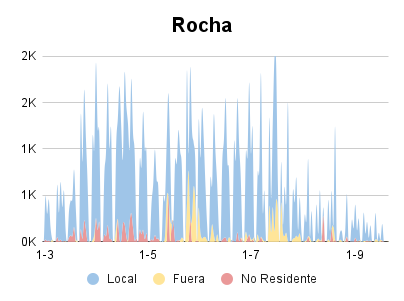 Rocha
2K
2K
1K
1K
0K
1-3 1-5 1-7 1-9
Local Fuera No Residente